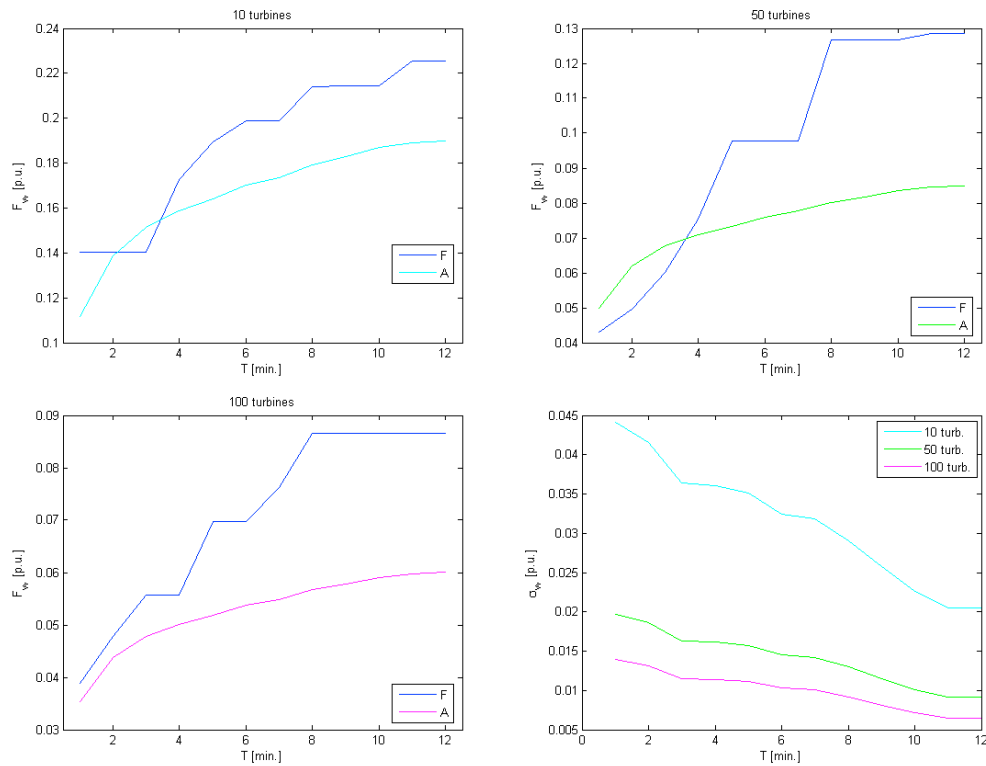 10 turbines
0.24
0.22
0.2
0.18
0.16
0.14
0.12
0.1
F_w [p.u.]
F
A
2 4 6 8 10 12
T [min.]
50 turbines
0.13
0.12
0.11
0.1
0.09
0.08
0.07
0.06
0.05
0.04
F_w [p.u.]
F
A
2 4 6 8 10 12
T [min.]
100 turbines
0.09
0.08
0.07
0.06
0.05
0.04
0.03
F_w [p.u.]
F
A
2 4 6 8 10 12
T [min.]
0.045
0.04
0.035
0.03
0.025
0.02
0.015
0.01
0.005
σ_w [p.u.]
10 turb.
50 turb.
100 turb.
0 2 4 6 8 10 12
T [min.]